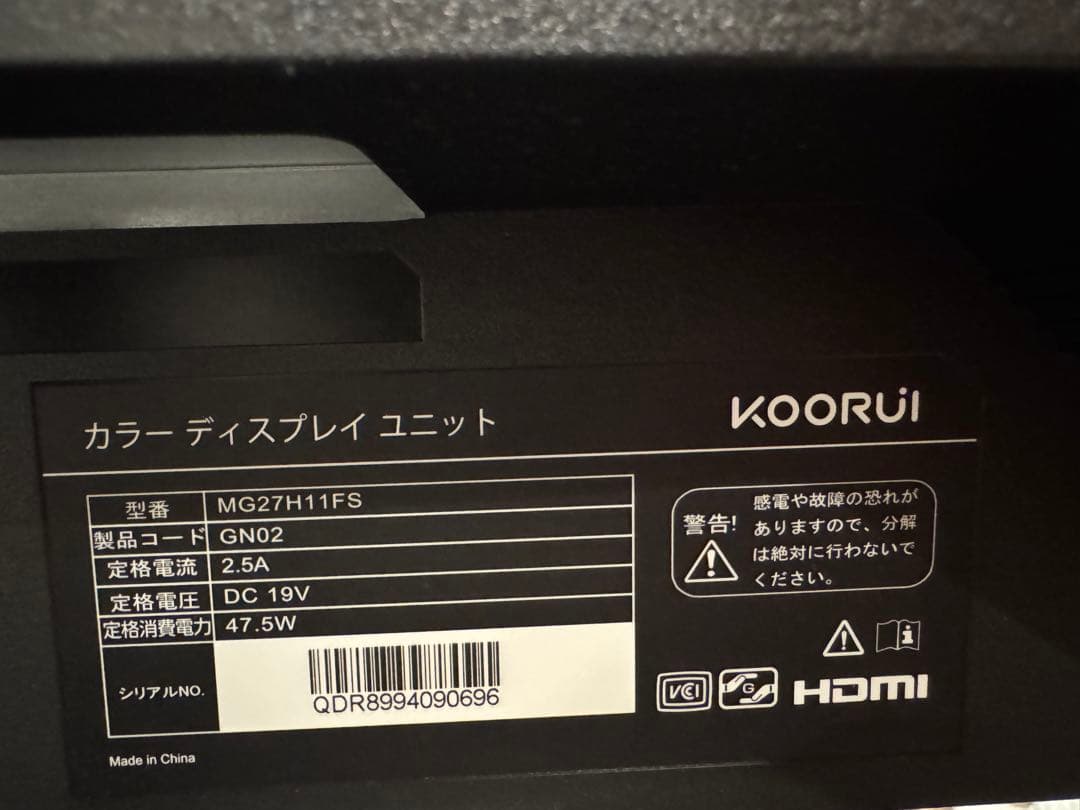 カラー ディスプレイ ユニット
KOORUI
型番 MG27H11FS
製品コード GN02
定格電流 2.5A
定格電圧 DC 19V
定格消費電力 47.5W
シリアルNO. QDR8994090696
警告!
感電や故障の恐れが
ありますので、分解
は絶対に行わないで
ください。
VCI G HDMI
Made in China